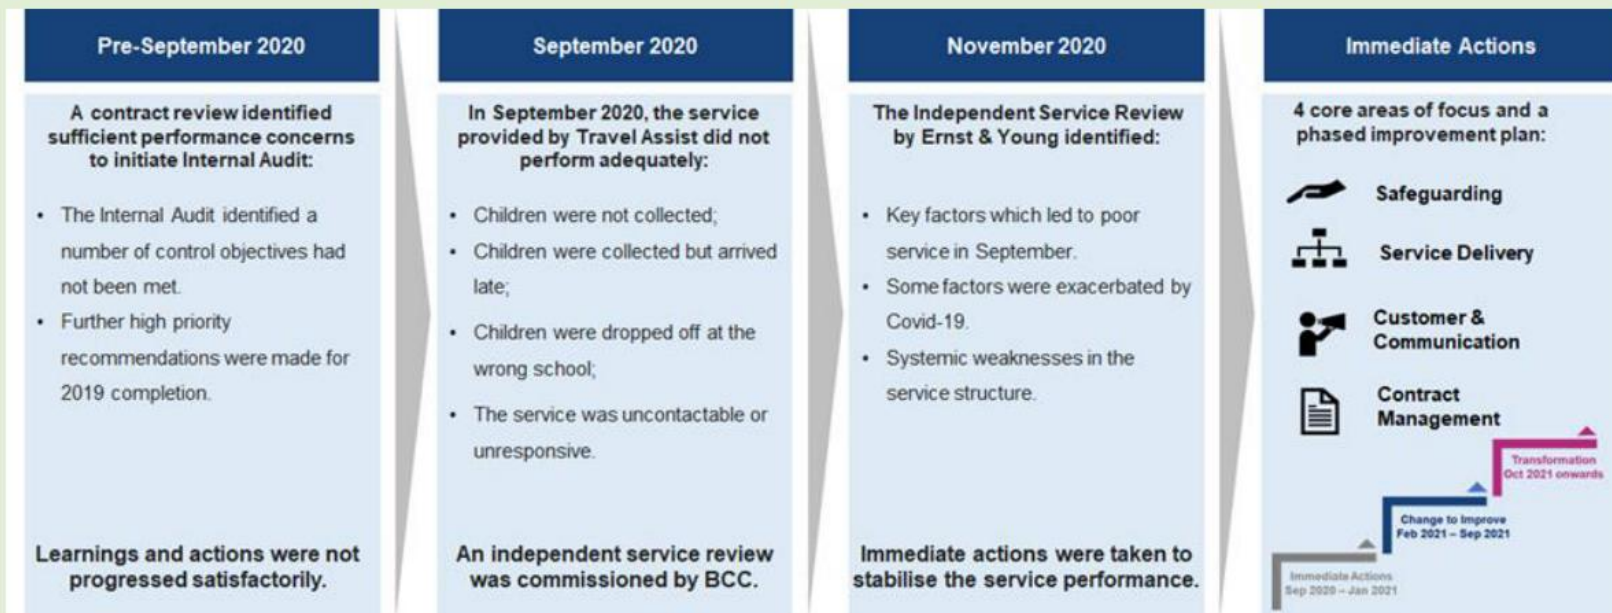 Pre-September 2020
A contract review identified
sufficient performance concerns
to initiate Internal Audit:
• The Internal Audit identified a
number of control objectives had
not been met.
• Further high priority
recommendations were made for
2019 completion.
Learnings and actions were not
progressed satisfactorily.
September 2020
In September 2020, the service
provided by Travel Assist did not
perform adequately:
• Children were not collected;
• Children were collected but arrived
late;
• Children were dropped off at the
wrong school;
• The service was uncontactable or
unresponsive.
An independent service review
was commissioned by BCC.
November 2020
The Independent Service Review
by Ernst & Young identified:
• Key factors which led to poor
service in September.
• Some factors were exacerbated by
Covid-19.
• Systemic weaknesses in the
service structure.
Immediate actions were taken to
stabilise the service performance.
Immediate Actions
4 core areas of focus and a
phased improvement plan:
Safeguarding
Service Delivery
Customer &
Communication
Contract
Management
Transformation
Oct 2021 onwards
Change to Improve
Feb 2021 – Sep 2021
Immediate Actions
Sep 2020 – Jan 2021